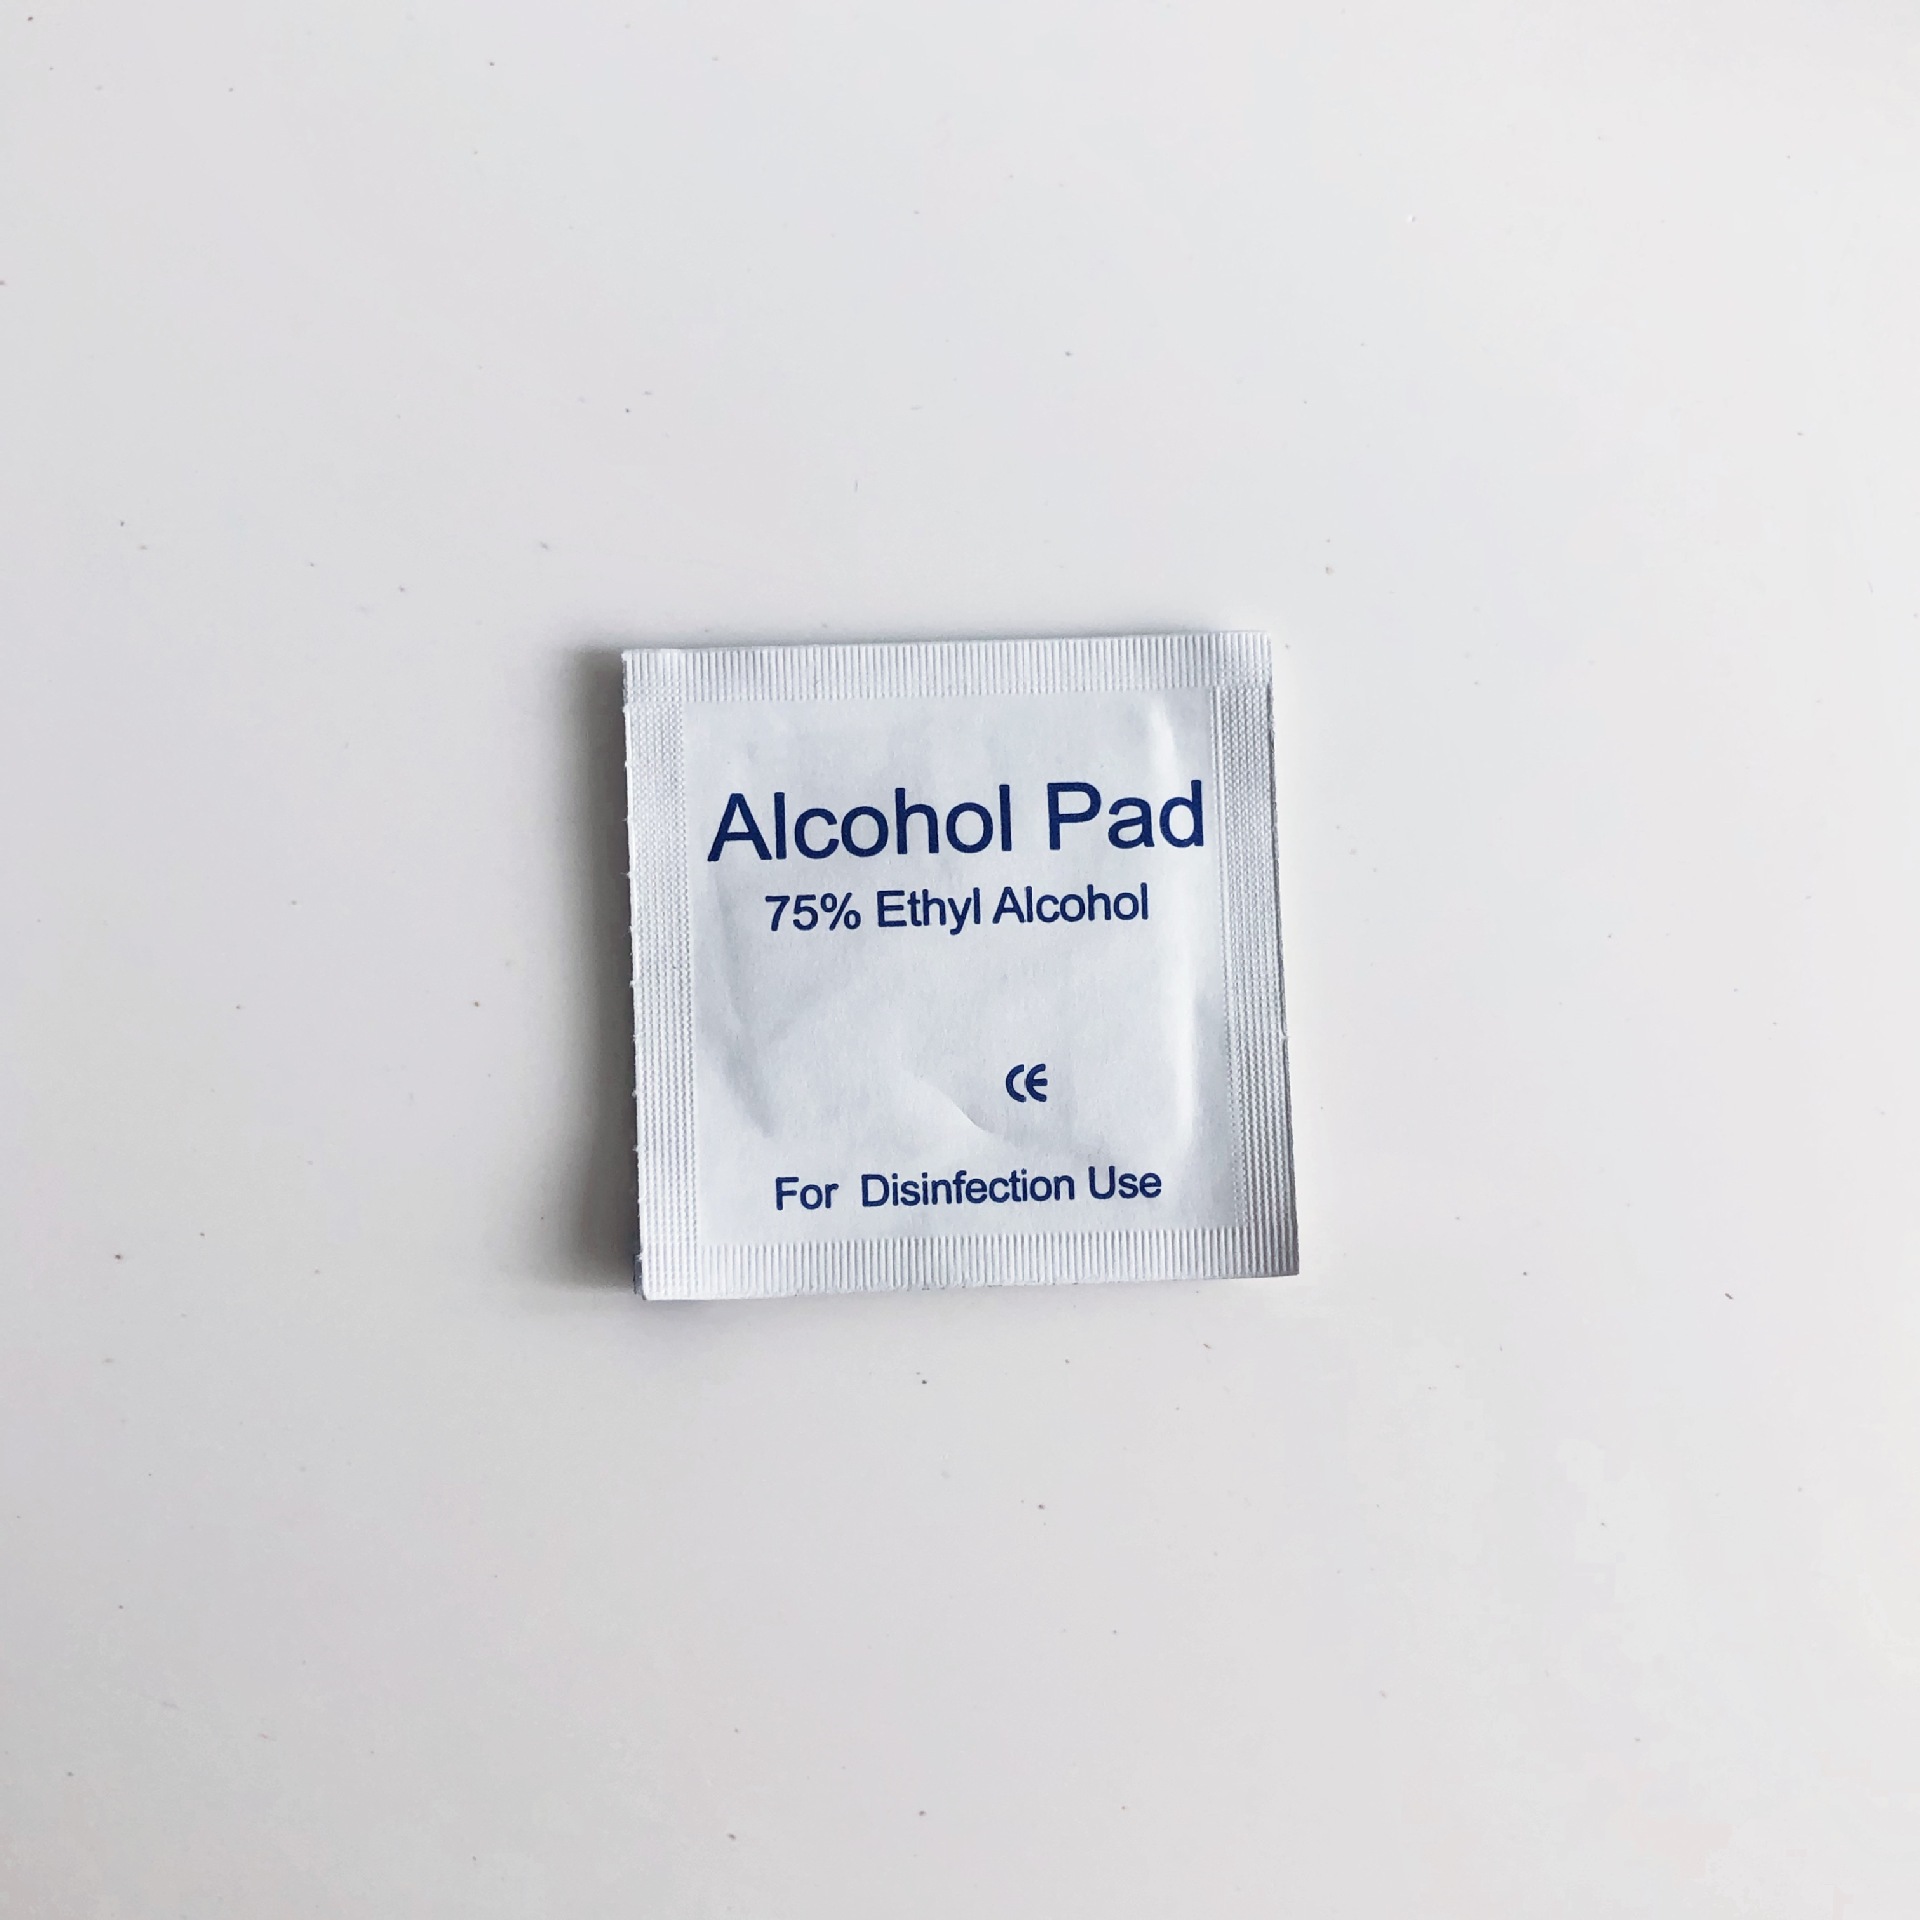 Alcohol Pad
75% Ethyl Alcohol
CE
For Disinfection Use